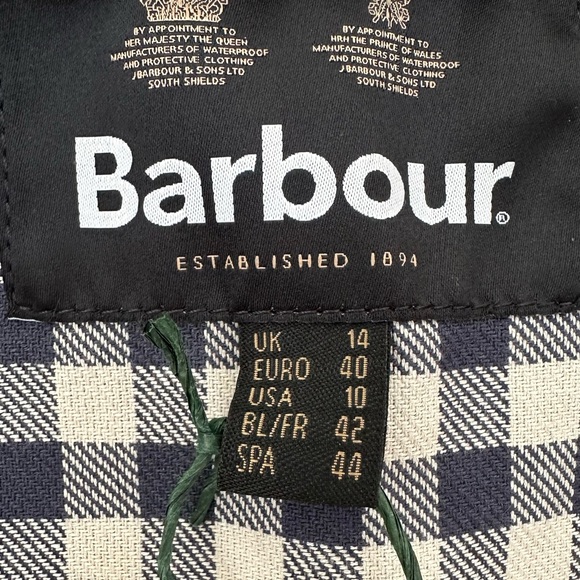 BY APPOINTMENT TO
HER MAJESTY THE QUEEN
MANUFACTURERS OF WATERPROOF
AND PROTECTIVE CLOTHING
J BARBOUR & SONS LTD
SOUTH SHIELDS
BY APPOINTMENT TO
HRH THE PRINCE OF WALES
MANUFACTURERS OF WATERPROOF
AND PROTECTIVE CLOTHING
J BARBOUR & SONS LTD
SOUTH SHIELDS
Barbour®
ESTABLISHED 1894
UK 14
EURO 40
USA 10
BL/FR 42
SPA 44